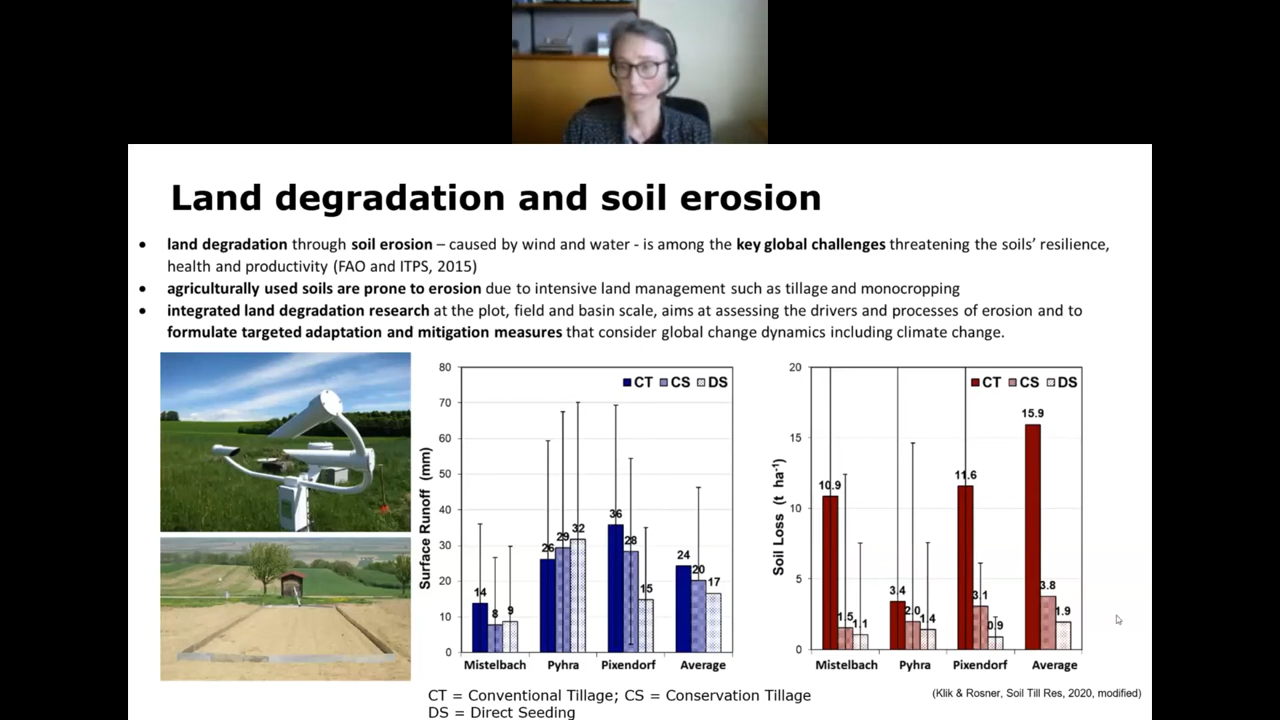 Land degradation and soil erosion
• land degradation through soil erosion – caused by wind and water - is among the key global challenges threatening the soils’ resilience,
health and productivity (FAO and ITPS, 2015)
• agriculturally used soils are prone to erosion due to intensive land management such as tillage and monocropping
• integrated land degradation research at the plot, field and basin scale, aims at assessing the drivers and processes of erosion and to
formulate targeted adaptation and mitigation measures that consider global change dynamics including climate change.
Surface Runoff (mm)
80
70
60
50
40
30
20
10
0
CT CS DS
14 8 9
26 29 32
36 28 15
24 20 17
Mistelbach Pyhra Pixendorf Average
Soil Loss (t ha-1)
20
15
10
5
0
CT CS DS
10.9 1.5 1.1
3.4 2.0 1.4
11.6 3.1 0.9
15.9 3.8 1.9
Mistelbach Pyhra Pixendorf Average
CT = Conventional Tillage; CS = Conservation Tillage
DS = Direct Seeding
(Klik & Rosner, Soil Till Res, 2020, modified)